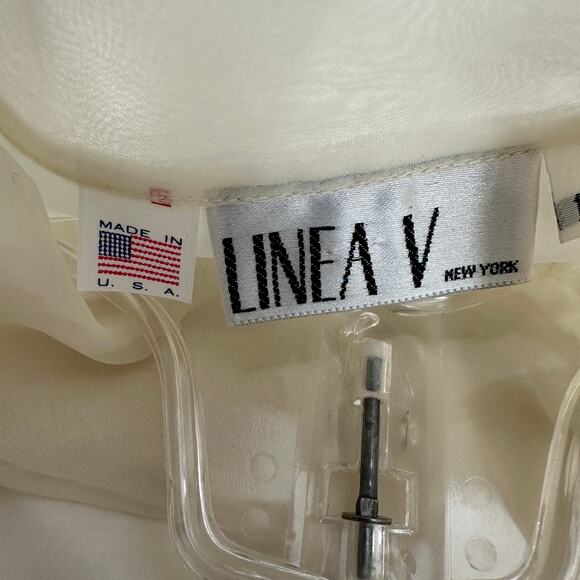 MADE IN
U. S. A.
LINEA V
NEW YORK